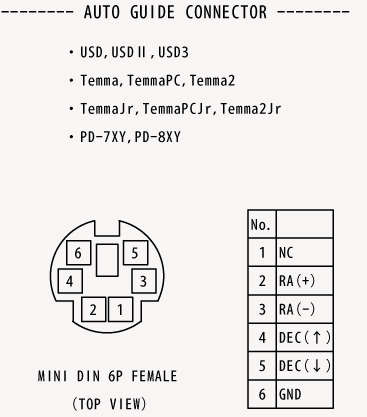 -------- AUTO GUIDE CONNECTOR --------
・USD,USDⅡ,USD3
・Temma,TemmaPC,Temma2
・TemmaJr,TemmaPCJr,Temma2Jr
・PD-7XY,PD-8XY
6 5
4 3
2 1
MINI DIN 6P FEMALE
(TOP VIEW)
No.
1 NC
2 RA(+)
3 RA(-)
4 DEC(↑)
5 DEC(↓)
6 GND